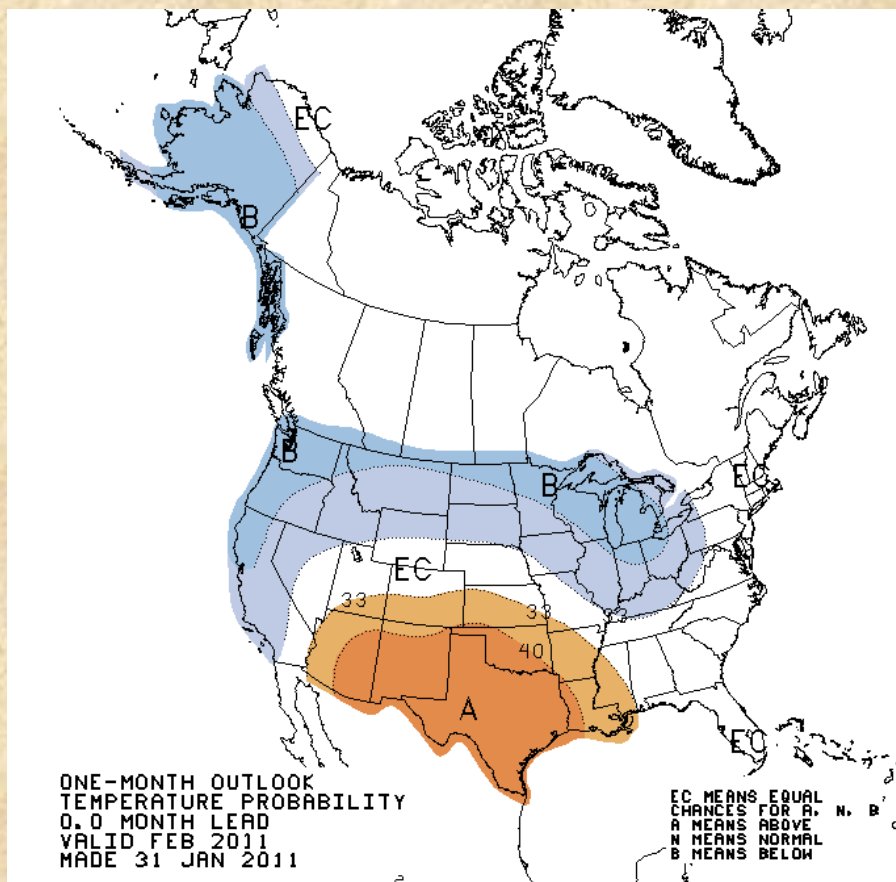 EC
B
B
B
EC
EC
33
33
40
A
EC
ONE-MONTH OUTLOOK
TEMPERATURE PROBABILITY
0.0 MONTH LEAD
VALID FEB 2011
MADE 31 JAN 2011
EC MEANS EQUAL
CHANCES FOR A, N, B
A MEANS ABOVE
N MEANS NORMAL
B MEANS BELOW